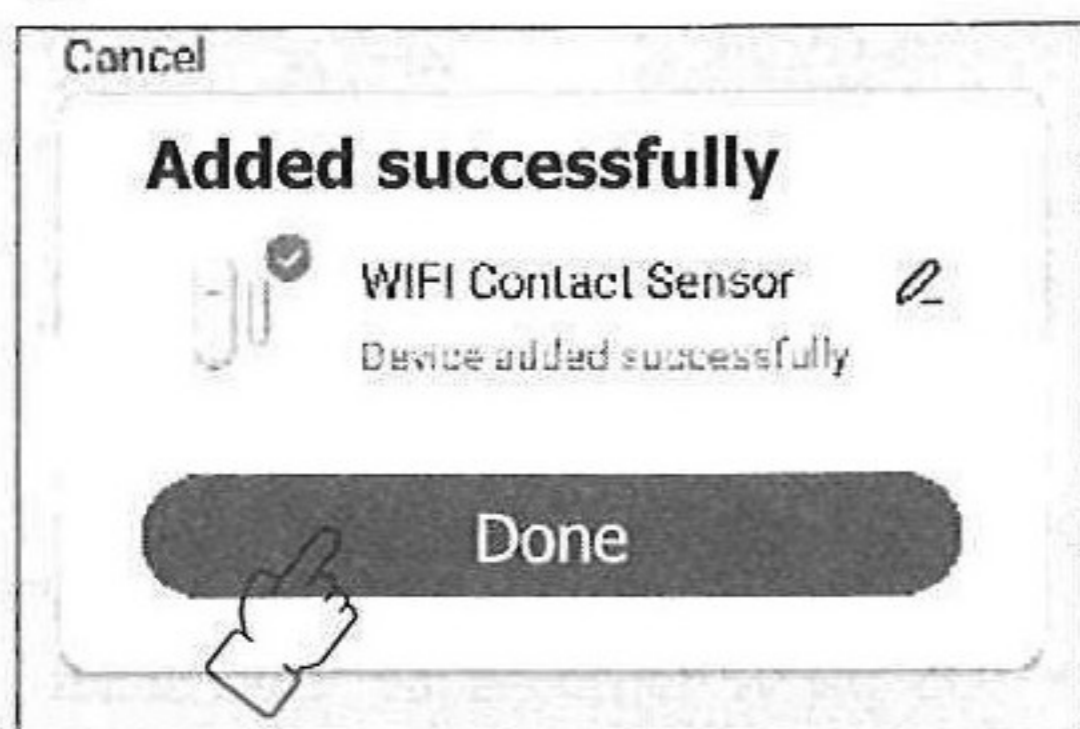 Cancel
Added successfully
WIFI Contact Sensor
Device added successfully
Done